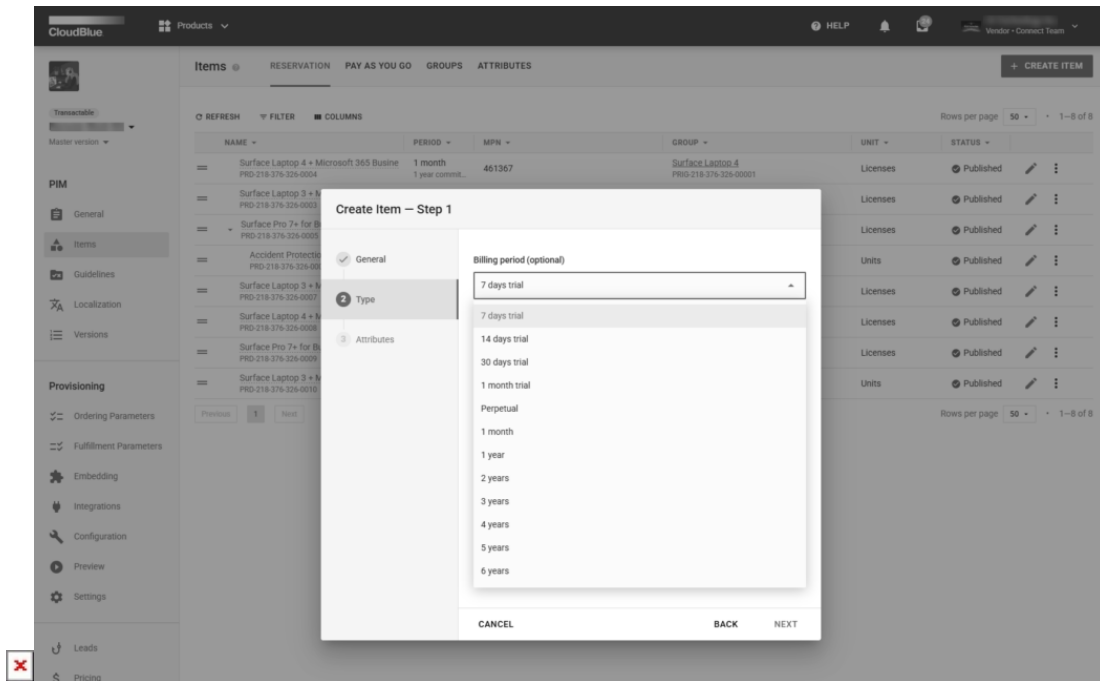 CloudBlue
Products
HELP
Vendor • Connect Team
Items
RESERVATION
PAY AS YOU GO
GROUPS
ATTRIBUTES
+ CREATE ITEM
Transactable
Master version
REFRESH
FILTER
COLUMNS
Rows per page 50 • 1–8 of 8
NAME
PERIOD
MPN
GROUP
UNIT
STATUS
Surface Laptop 4 + Microsoft 365 Busine
PRD-218-376-326-0004
1 month
1 year commit...
461367
Surface Laptop 4
PRIG-218-376-326-00001
Licenses
Published
Surface Laptop 3 + M
PRD-218-376-326-0003
Licenses
Published
Surface Pro 7+ for B
PRD-218-376-326-0005
Licenses
Published
Accident Protectio
PRD-218-376-326-000
Units
Published
Surface Laptop 3 + M
PRD-218-376-326-0007
Licenses
Published
Surface Laptop 4 + M
PRD-218-376-326-0008
Licenses
Published
Surface Pro 7+ for Bu
PRD-218-376-326-0009
Licenses
Published
Surface Laptop 3 + M
PRD-218-376-326-0010
Units
Published
Previous
1
Next
Rows per page 50 • 1–8 of 8
PIM
General
Items
Guidelines
Localization
Versions
Provisioning
Ordering Parameters
Fulfillment Parameters
Embedding
Integrations
Configuration
Preview
Settings
Leads
Pricing
Create Item — Step 1
General
2 Type
3 Attributes
Billing period (optional)
7 days trial
7 days trial
14 days trial
30 days trial
1 month trial
Perpetual
1 month
1 year
2 years
3 years
4 years
5 years
6 years
CANCEL
BACK
NEXT